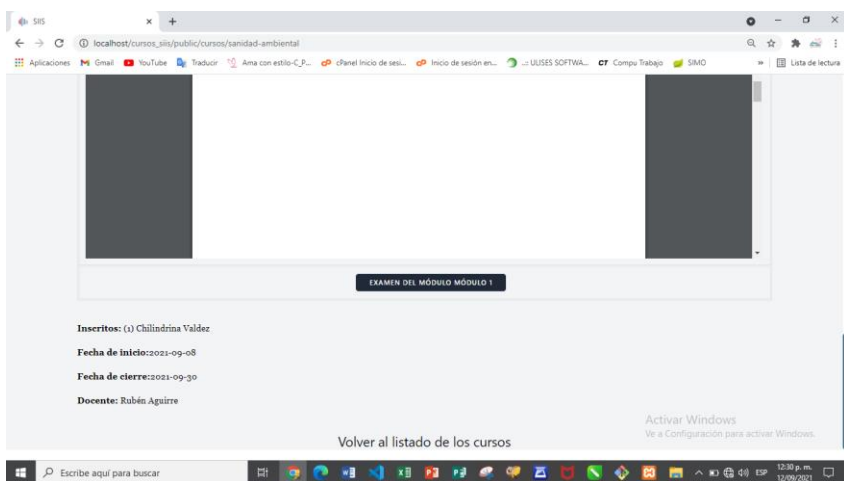 SIIS
localhost/cursos_siis/public/cursos/sanidad-ambiental
Aplicaciones Gmail YouTube Traducir Ama con estilo-C_P... cPanel Inicio de sesi... Inicio de sesión en... ..:: ULISES SOFTWA... CT Compu Trabajo SIMO » Lista de lectura
EXAMEN DEL MÓDULO MÓDULO 1
Inscritos: (1) Chilindrina Valdez
Fecha de inicio:2021-09-08
Fecha de cierre:2021-09-30
Docente: Rubén Aguirre
Activar Windows
Ve a Configuración para activar Windows.
Volver al listado de los cursos
Escribe aquí para buscar
ESP
12:30 p. m.
12/09/2021